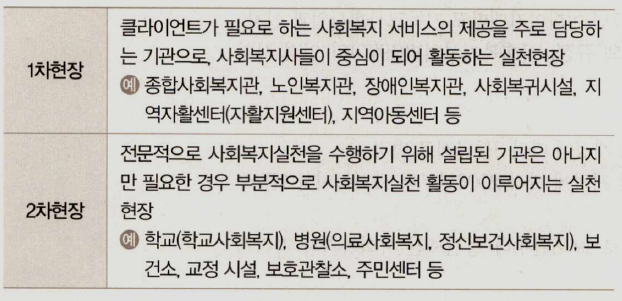 클라이언트가 필요로 하는 사회복지 서비스의 제공을 주로 담당하
는 기관으로, 사회복지사들이 중심이 되어 활동하는 실천현장
1차현장
예 종합사회복지관, 노인복지관, 장애인복지관, 사회복귀시설, 지
역자활센터(자활지원센터), 지역아동센터 등
전문적으로 사회복지실천을 수행하기 위해 설립된 기관은 아니지
만 필요한 경우 부분적으로 사회복지실천 활동이 이루어지는 실천
2차현장
현장
예 학교(학교사회복지), 병원(의료사회복지, 정신보건사회복지), 보
건소, 교정 시설, 보호관찰소, 주민센터 등